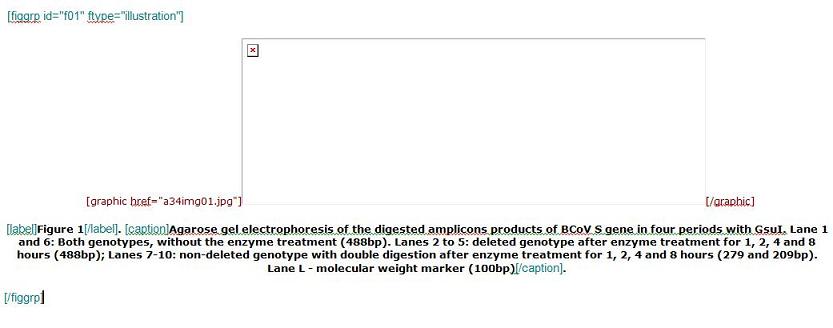 [figgrp id="f01" ftype="illustration"]
[graphic href="a34img01.jpg"][/graphic]
[label]Figure 1[/label]. [caption]Agarose gel electrophoresis of the digested amplicons products of BCoV S gene in four periods with GsuI. Lane 1
and 6: Both genotypes, without the enzyme treatment (488bp). Lanes 2 to 5: deleted genotype after enzyme treatment for 1, 2, 4 and 8
hours (488bp); Lanes 7-10: non-deleted genotype with double digestion after enzyme treatment for 1, 2, 4 and 8 hours (279 and 209bp).
Lane L - molecular weight marker (100bp)[/caption].
[/figgrp]